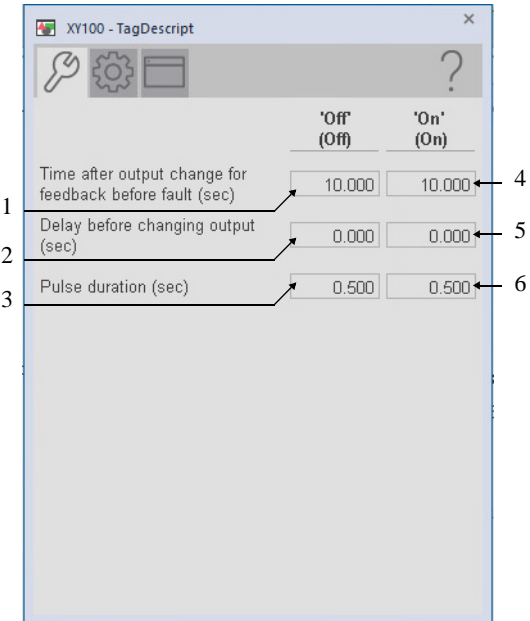 XY100 - TagDescript ×
?
'Off' 'On'
(Off) (On)
Time after output change for
feedback before fault (sec) 10.000 10.000 4
1
Delay before changing output
(sec) 0.000 0.000 5
2
Pulse duration (sec) 0.500 0.500 6
3